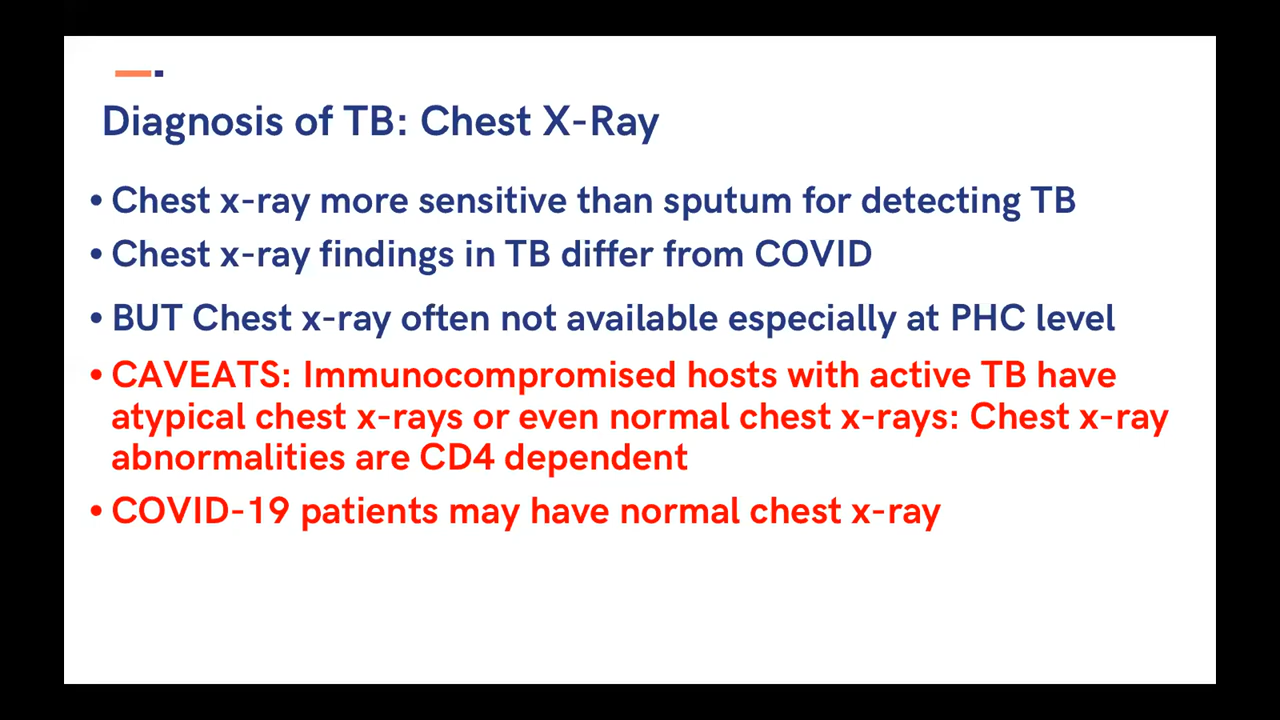 Diagnosis of TB: Chest X-Ray
• Chest x-ray more sensitive than sputum for detecting TB
• Chest x-ray findings in TB differ from COVID
• BUT Chest x-ray often not available especially at PHC level
• CAVEATS: Immunocompromised hosts with active TB have
atypical chest x-rays or even normal chest x-rays: Chest x-ray
abnormalities are CD4 dependent
• COVID-19 patients may have normal chest x-ray